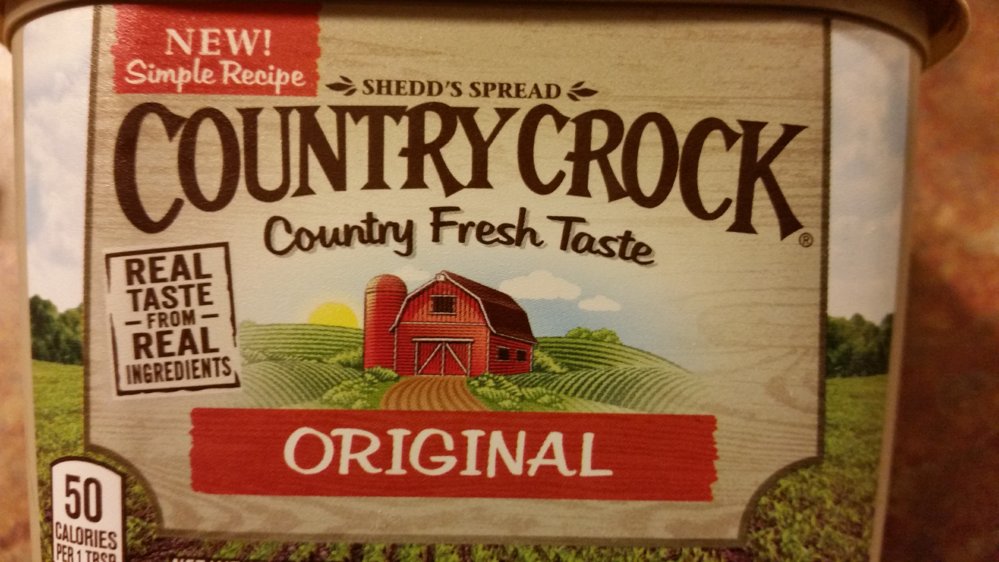 NEW!
Simple Recipe
SHEDD'S SPREAD
COUNTRY CROCK®
Country Fresh Taste
REAL
TASTE
FROM
REAL
INGREDIENTS
ORIGINAL
50
CALORIES
PER 1 TBSP